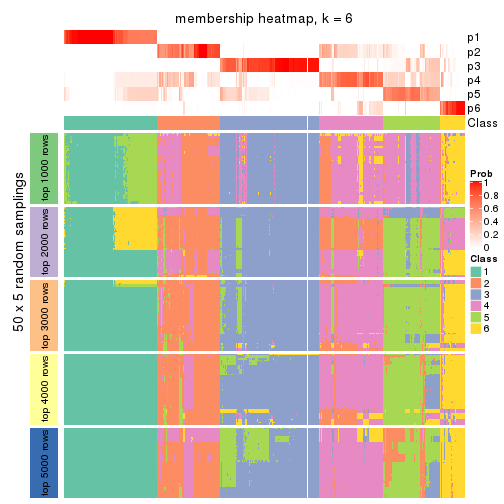 membership heatmap, k = 6
p1
p2
p3
p4
p5
p6
Class
50 x 5 random samplings
top 1000 rows
top 2000 rows
top 3000 rows
top 4000 rows
top 5000 rows
Prob
1
0.8
0.6
0.4
0.2
0
Class
1
2
3
4
5
6